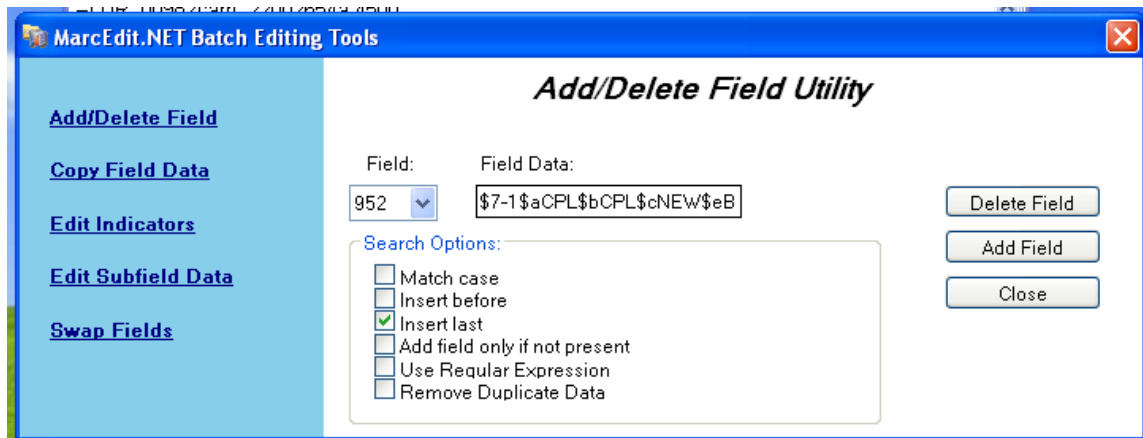 MarcEdit.NET Batch Editing Tools
Add/Delete Field Utility
Add/Delete Field
Copy Field Data
Edit Indicators
Edit Subfield Data
Swap Fields
Field: Field Data:
952 $7-1$aCPL$bCPL$cNEW$eB
Search Options:
Match case
Insert before
Insert last
Add field only if not present
Use Regular Expression
Remove Duplicate Data
Delete Field
Add Field
Close